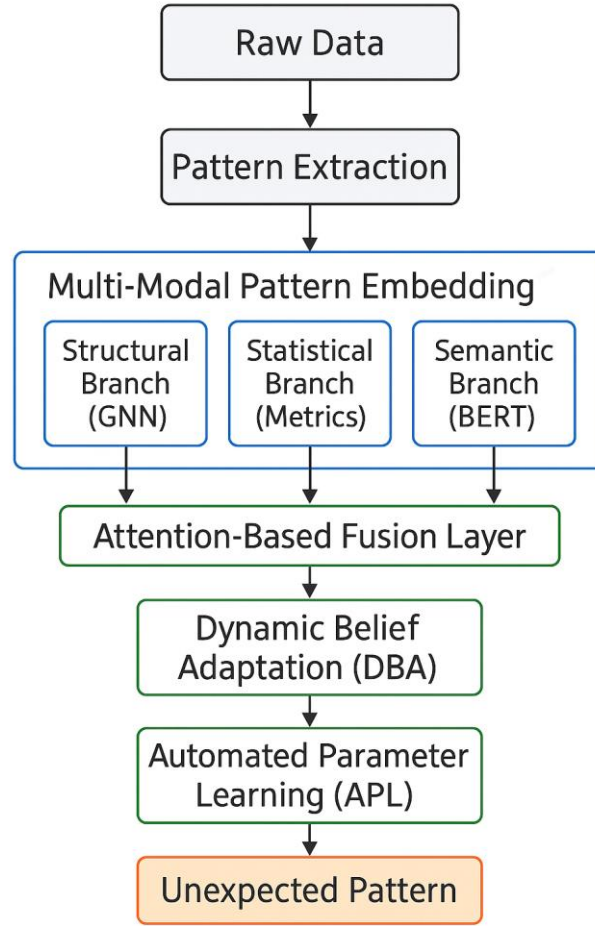 Raw Data
Pattern Extraction
Multi-Modal Pattern Embedding
Structural
Branch
(GNN)
Statistical
Branch
(Metrics)
Semantic
Branch
(BERT)
Attention-Based Fusion Layer
Dynamic Belief
Adaptation (DBA)
Automated Parameter
Learning (APL)
Unexpected Pattern